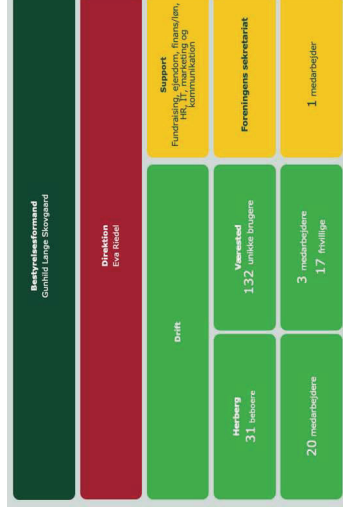 Bestyrelsesformand
Gunhild Lange Skovgaard
Direktion
Eva Riedel
Drift
Support
Fundraising, ejendom, finans/løn,
HR, IT, marketing og
kommunikation
Herberg
31 beboere
Værested
132 unikke brugere
Foreningens sekretariat
20 medarbejdere
3 medarbejdere
17 frivillige
1 medarbejder